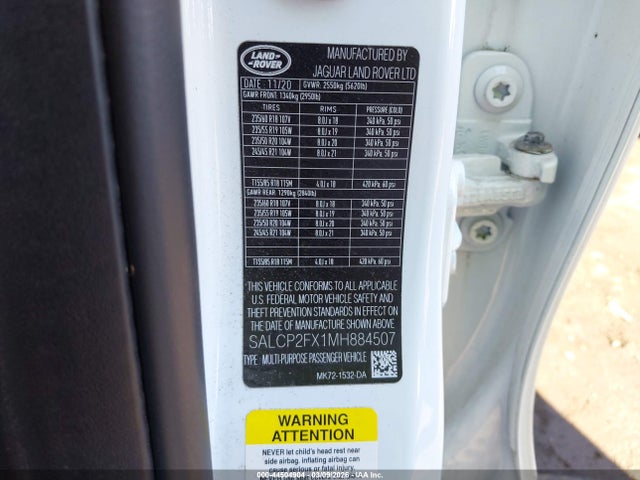 LAND
ROVER
MANUFACTURED BY
JAGUAR LAND ROVER LTD
DATE: 11/20 GVWR: 2550kg (5620lb)
GAWR FRONT: 1340kg (2950lb)
TIRES RIMS PRESSURE (COLD)
235/60 R18 107V 8.0J x 18 340 kPa, 50 psi
235/55 R19 105W 8.0J x 19 340 kPa, 50 psi
235/50 R20 104W 8.0J x 20 340 kPa, 50 psi
245/45 R21 104W 8.0J x 21 340 kPa, 50 psi
T155/85 R18 115M 4.0J x 18 420 kPa, 60 psi
GAWR REAR: 1290kg (2840lb)
235/60 R18 107V 8.0J x 18 340 kPa, 50 psi
235/55 R19 105W 8.0J x 19 340 kPa, 50 psi
235/50 R20 104W 8.0J x 20 340 kPa, 50 psi
245/45 R21 104W 8.0J x 21 340 kPa, 50 psi
T155/85 R18 115M 4.0J x 18 420 kPa, 60 psi
THIS VEHICLE CONFORMS TO ALL APPLICABLE
U.S. FEDERAL MOTOR VEHICLE SAFETY AND
THEFT PREVENTION STANDARDS IN EFFECT ON
THE DATE OF MANUFACTURE SHOWN ABOVE
SALCP2FX1MH884507
TYPE: MULTI-PURPOSE PASSENGER VEHICLE
MK72-1532-DA
WARNING
ATTENTION
NEVER let child's head rest near
side airbag. inflating airbag can
cause serious or fatal injury.
IAA - 44504904 | 03/09/2026 - IAA Inc.